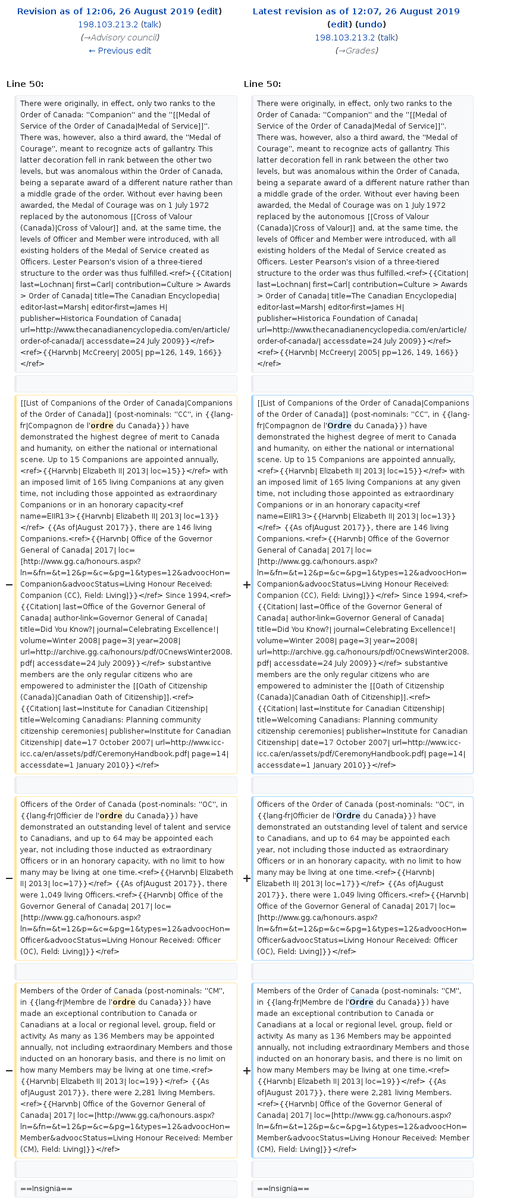 Revision as of 12:06, 26 August 2019 (edit)
198.103.213.2 (talk)
(→Advisory council)
← Previous edit
Latest revision as of 12:07, 26 August 2019
(edit) (undo)
198.103.213.2 (talk)
(→Grades)
Line 50:
There were originally, in effect, only two ranks to the
Order of Canada: "Companion" and the "[[Medal of
Service of the Order of Canada|Medal of Service]]".
There was, however, also a third award, the "Medal of
Courage", meant to recognize acts of gallantry. This
latter decoration fell in rank between the other two
levels, but was anomalous within the Order of Canada,
being a separate award of a different nature rather than
a middle grade of the order. Without ever having been
awarded, the Medal of Courage was on 1 July 1972
replaced by the autonomous [[Cross of Valour
(Canada)|Cross of Valour]] and, at the same time, the
levels of Officer and Member were introduced, with all
existing holders of the Medal of Service created as
Officers. Lester Pearson's vision of a three-tiered
structure to the order was thus fulfilled.<ref>{{Citation|
last=Lochnan| first=Carl| contribution=Culture > Awards
> Order of Canada| title=The Canadian Encyclopedia|
editor-last=Marsh| editor-first=James H|
publisher=Historica Foundation of Canada|
url=http://www.thecanadianencyclopedia.com/en/article/
order-of-canada/| accessdate=24 July 2009}}</ref>
<ref>{{Harvnb| McCreery| 2005| pp=126, 149, 166}}
</ref>
[[List of Companions of the Order of Canada|Companions
of the Order of Canada]] (post-nominals: "CC", in {{lang-
fr|Compagnon de l'ordre du Canada}}) have
demonstrated the highest degree of merit to Canada
and humanity, on either the national or international
scene. Up to 15 Companions are appointed annually,
<ref>{{Harvnb| Elizabeth II| 2013| loc=15}}</ref> with
an imposed limit of 165 living Companions at any given
time, not including those appointed as extraordinary
Companions or in an honorary capacity.<ref
name=EIIR13>{{Harvnb| Elizabeth II| 2013| loc=13}}
</ref> {{As of|August 2017}}, there are 146 living
Companions.<ref>{{Harvnb| Office of the Governor
General of Canada| 2017| loc=
[http://www.gg.ca/honours.aspx?
ln=&fn=&t=12&p=&c=&pg=1&types=12&advoocHon=
Companion&advoocStatus=Living Honour Received:
Companion (CC), Field: Living]}}</ref> Since 1994,<ref>
{{Citation| last=Office of the Governor General of
Canada| author-link=Governor General of Canada|
title=Did You Know?| journal=Celebrating Excellence!|
volume=Winter 2008| page=3| year=2008|
url=http://archive.gg.ca/honours/pdf/OCnewsWinter2008.
pdf| accessdate=24 July 2009}}</ref> substantive
members are the only regular citizens who are
empowered to administer the [[Oath of Citizenship
(Canada)|Canadian Oath of Citizenship]].<ref>
{{Citation| last=Institute for Canadian Citizenship|
title=Welcoming Canadians: Planning community
citizenship ceremonies| publisher=Institute for Canadian
Citizenship| date=17 October 2007| url=http://www.icc-
icc.ca/en/assets/pdf/CeremonyHandbook.pdf| page=14|
accessdate=1 January 2010}}</ref>
−
Officers of the Order of Canada (post-nominals: "OC", in
{{lang-fr|Officier de l'ordre du Canada}}) have
demonstrated an outstanding level of talent and service
to Canadians, and up to 64 may be appointed each
year, not including those inducted as extraordinary
Officers or in an honorary capacity, with no limit to how
many may be living at one time.<ref>{{Harvnb| Elizabeth
II| 2013| loc=17}}</ref> {{As of|August 2017}}, there
were 1,049 living Officers.<ref>{{Harvnb| Office of the
Governor General of Canada| 2017| loc=
[http://www.gg.ca/honours.aspx?
ln=&fn=&t=12&p=&c=&pg=1&types=12&advoocHon=
Officer&advoocStatus=Living Honour Received: Officer
(OC), Field: Living]}}</ref>
−
Members of the Order of Canada (post-nominals: "CM",
in {{lang-fr|Membre de l'ordre du Canada}}) have
made an exceptional contribution to Canada or
Canadians at a local or regional level, group, field or
activity. As many as 136 Members may be appointed
annually, not including extraordinary Members and those
inducted on an honorary basis, and there is no limit on
how many Members may be living at one time.<ref>
{{Harvnb| Elizabeth II| 2013| loc=19}}</ref> {{As
of|August 2017}}, there were 2,281 living Members.
<ref>{{Harvnb| Office of the Governor General of
Canada| 2017| loc=[http://www.gg.ca/honours.aspx?
ln=&fn=&t=12&p=&c=&pg=1&types=12&advoocHon=
Member&advoocStatus=Living Honour Received: Member
(CM), Field: Living]}}</ref>
−
==Insignia==
Line 50:
There were originally, in effect, only two ranks to the
Order of Canada: "Companion" and the "[[Medal of
Service of the Order of Canada|Medal of Service]]".
There was, however, also a third award, the "Medal of
Courage", meant to recognize acts of gallantry. This
latter decoration fell in rank between the other two
levels, but was anomalous within the Order of Canada,
being a separate award of a different nature rather than
a middle grade of the order. Without ever having been
awarded, the Medal of Courage was on 1 July 1972
replaced by the autonomous [[Cross of Valour
(Canada)|Cross of Valour]] and, at the same time, the
levels of Officer and Member were introduced, with all
existing holders of the Medal of Service created as
Officers. Lester Pearson's vision of a three-tiered
structure to the order was thus fulfilled.<ref>{{Citation|
last=Lochnan| first=Carl| contribution=Culture > Awards
> Order of Canada| title=The Canadian Encyclopedia|
editor-last=Marsh| editor-first=James H|
publisher=Historica Foundation of Canada|
url=http://www.thecanadianencyclopedia.com/en/article/
order-of-canada/| accessdate=24 July 2009}}</ref>
<ref>{{Harvnb| McCreery| 2005| pp=126, 149, 166}}
</ref>
[[List of Companions of the Order of Canada|Companions
of the Order of Canada]] (post-nominals: "CC", in {{lang-
fr|Compagnon de l'Ordre du Canada}}) have
demonstrated the highest degree of merit to Canada
and humanity, on either the national or international
scene. Up to 15 Companions are appointed annually,
<ref>{{Harvnb| Elizabeth II| 2013| loc=15}}</ref> with
an imposed limit of 165 living Companions at any given
time, not including those appointed as extraordinary
Companions or in an honorary capacity.<ref
name=EIIR13>{{Harvnb| Elizabeth II| 2013| loc=13}}
</ref> {{As of|August 2017}}, there are 146 living
Companions.<ref>{{Harvnb| Office of the Governor
General of Canada| 2017| loc=
[http://www.gg.ca/honours.aspx?
ln=&fn=&t=12&p=&c=&pg=1&types=12&advoocHon=
Companion&advoocStatus=Living Honour Received:
Companion (CC), Field: Living]}}</ref> Since 1994,<ref>
{{Citation| last=Office of the Governor General of
Canada| author-link=Governor General of Canada|
title=Did You Know?| journal=Celebrating Excellence!|
volume=Winter 2008| page=3| year=2008|
url=http://archive.gg.ca/honours/pdf/OCnewsWinter2008.
pdf| accessdate=24 July 2009}}</ref> substantive
members are the only regular citizens who are
empowered to administer the [[Oath of Citizenship
(Canada)|Canadian Oath of Citizenship]].<ref>
{{Citation| last=Institute for Canadian Citizenship|
title=Welcoming Canadians: Planning community
citizenship ceremonies| publisher=Institute for Canadian
Citizenship| date=17 October 2007| url=http://www.icc-
icc.ca/en/assets/pdf/CeremonyHandbook.pdf| page=14|
accessdate=1 January 2010}}</ref>
+
Officers of the Order of Canada (post-nominals: "OC", in
{{lang-fr|Officier de l'Ordre du Canada}}) have
demonstrated an outstanding level of talent and service
to Canadians, and up to 64 may be appointed each
year, not including those inducted as extraordinary
Officers or in an honorary capacity, with no limit to
how many may be living at one time.<ref>{{Harvnb|
Elizabeth II| 2013| loc=17}}</ref> {{As of|August
2017}}, there were 1,049 living Officers.<ref>{{Harvnb|
Office of the Governor General of Canada| 2017| loc=
[http://www.gg.ca/honours.aspx?
ln=&fn=&t=12&p=&c=&pg=1&types=12&advoocHon=
Officer&advoocStatus=Living Honour Received: Officer
(OC), Field: Living]}}</ref>
+
Members of the Order of Canada (post-nominals: "CM",
in {{lang-fr|Membre de l'Ordre du Canada}}) have
made an exceptional contribution to Canada or
Canadians at a local or regional level, group, field or
activity. As many as 136 Members may be appointed
annually, not including extraordinary Members and those
inducted on an honorary basis, and there is no limit on
how many Members may be living at one time.<ref>
{{Harvnb| Elizabeth II| 2013| loc=19}}</ref> {{As
of|August 2017}}, there were 2,281 living Members.
<ref>{{Harvnb| Office of the Governor General of
Canada| 2017| loc=[http://www.gg.ca/honours.aspx?
ln=&fn=&t=12&p=&c=&pg=1&types=12&advoocHon=
Member&advoocStatus=Living Honour Received: Member
(CM), Field: Living]}}</ref>
+
==Insignia==